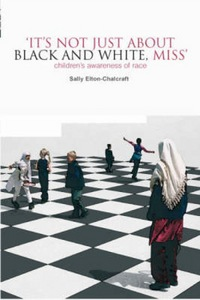 ‘IT’S NOT JUST ABOUT
BLACK AND WHITE, MISS’
children’s awareness of race
Sally Elton-Chalcraft